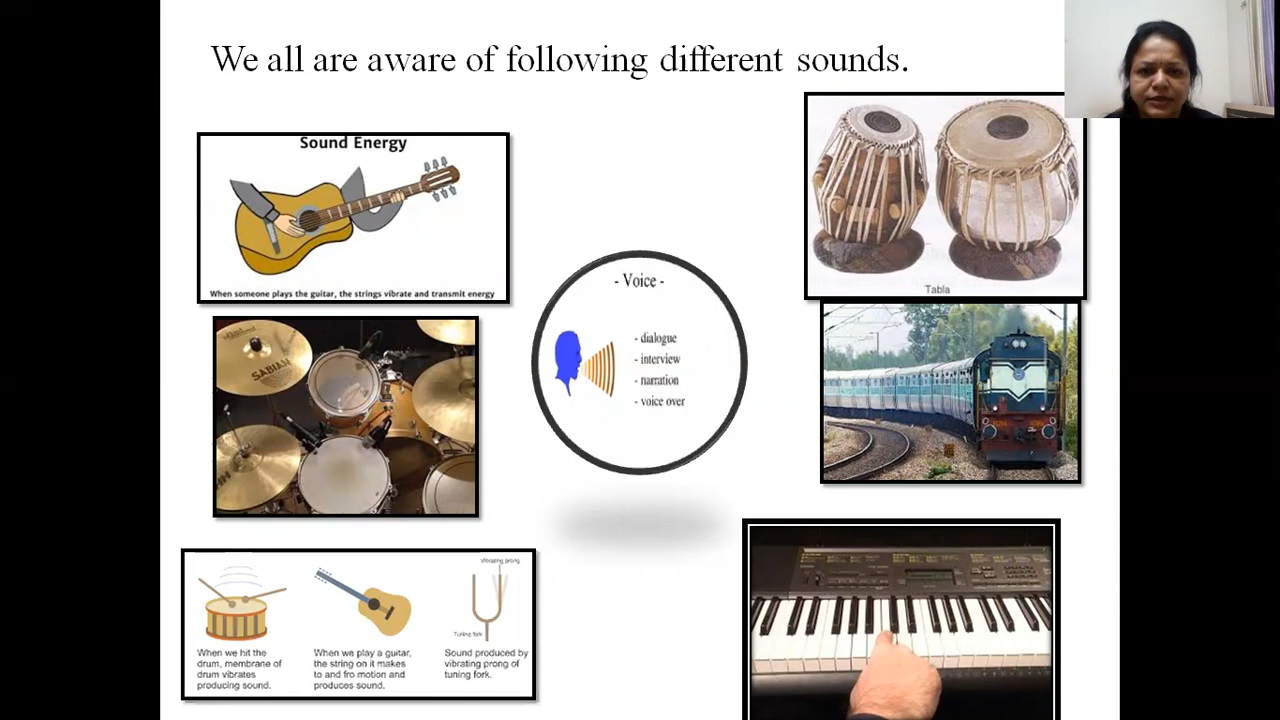 We all are aware of following different sounds.
Sound Energy
When someone plays the guitar, the strings vibrate and transmit energy
Tabla
- Voice -
- dialogue
- interview
- narration
- voice over
SABIAN
Vibrating prong
Tuning fork
When we hit the
drum, membrane of
drum vibrates
producing sound.
When we play a guitar,
the string on it makes
to and fro motion and
produces sound.
Sound produced by
vibrating prong of
tuning fork.